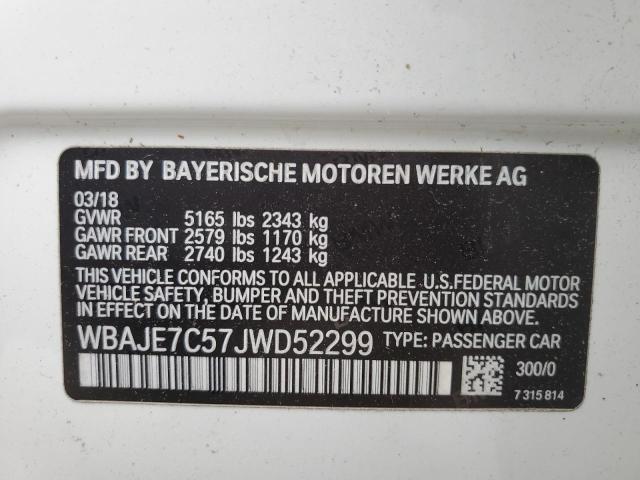 MFD BY BAYERISCHE MOTOREN WERKE AG
03/18
GVWR 5165 lbs 2343 kg
GAWR FRONT 2579 lbs 1170 kg
GAWR REAR 2740 lbs 1243 kg
THIS VEHICLE CONFORMS TO ALL APPLICABLE U.S. FEDERAL MOTOR
VEHICLE SAFETY, BUMPER AND THEFT PREVENTION STANDARDS
IN EFFECT ON THE DATE OF MANUFACTURE SHOWN ABOVE.
WBAJE7C57JWD52299 TYPE: PASSENGER CAR
300/0
7 315 814